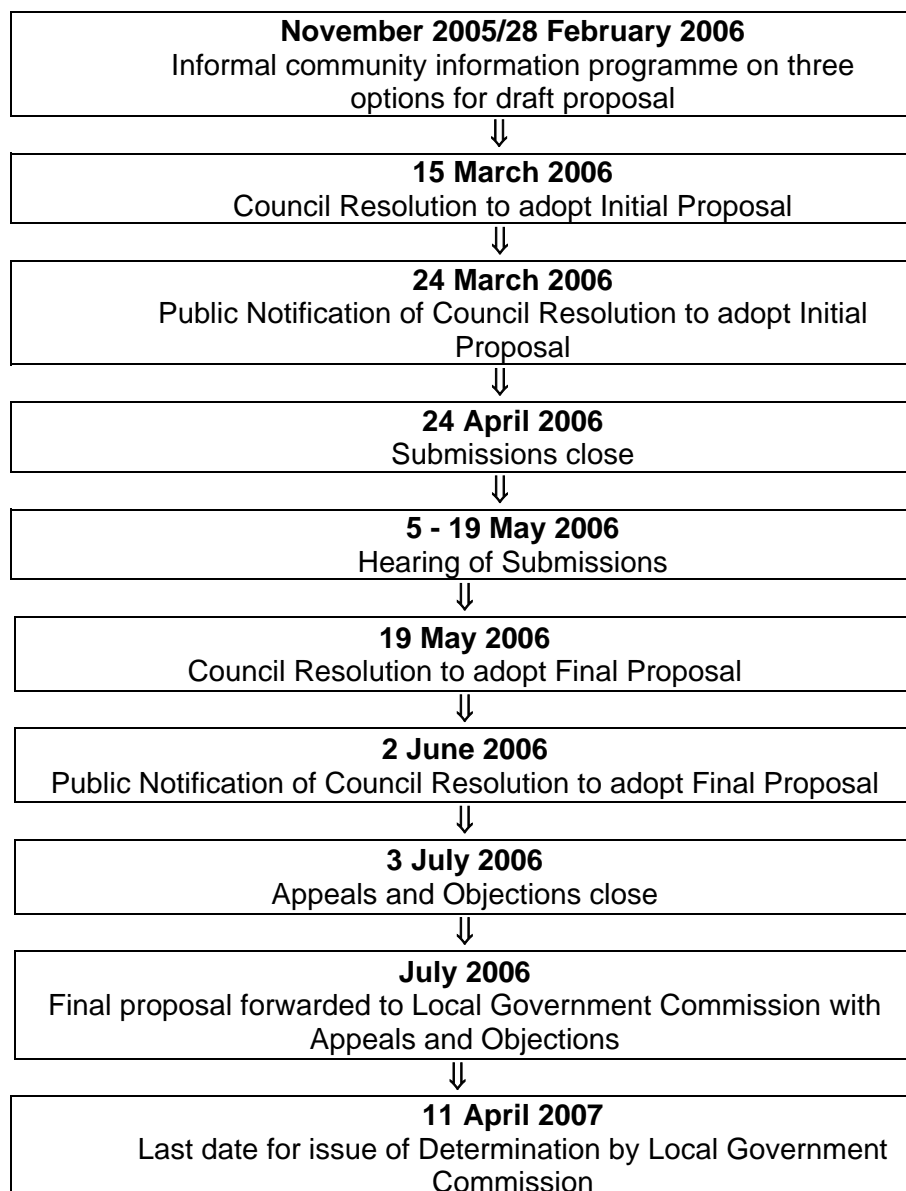 November 2005/28 February 2006
Informal community information programme on three
options for draft proposal
⇓
15 March 2006
Council Resolution to adopt Initial Proposal
⇓
24 March 2006
Public Notification of Council Resolution to adopt Initial
Proposal
⇓
24 April 2006
Submissions close
⇓
5 - 19 May 2006
Hearing of Submissions
⇓
19 May 2006
Council Resolution to adopt Final Proposal
⇓
2 June 2006
Public Notification of Council Resolution to adopt Final Proposal
⇓
3 July 2006
Appeals and Objections close
⇓
July 2006
Final proposal forwarded to Local Government Commission with
Appeals and Objections
⇓
11 April 2007
Last date for issue of Determination by Local Government
Commission